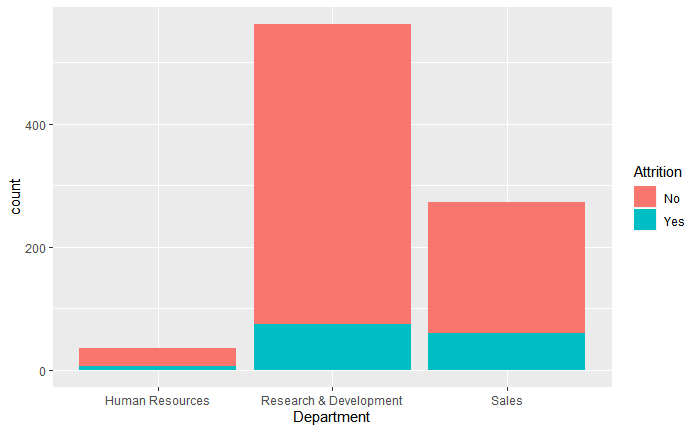 400
200
0
count
Human Resources
Research & Development
Sales
Department
Attrition
No
Yes